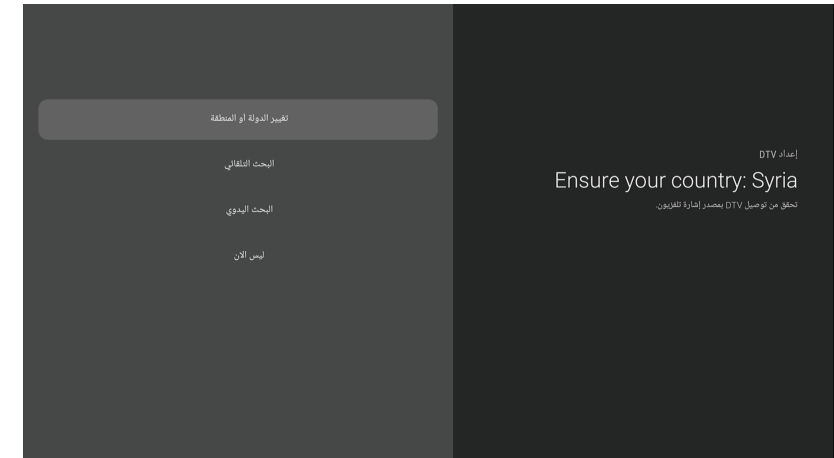 إعداد DTV
Ensure your country: Syria
تحقق من توصيل DTV بمصدر إشارة تلفزيون.
تغيير الدولة أو المنطقة
البحث التلقائي
البحث اليدوي
ليس الان